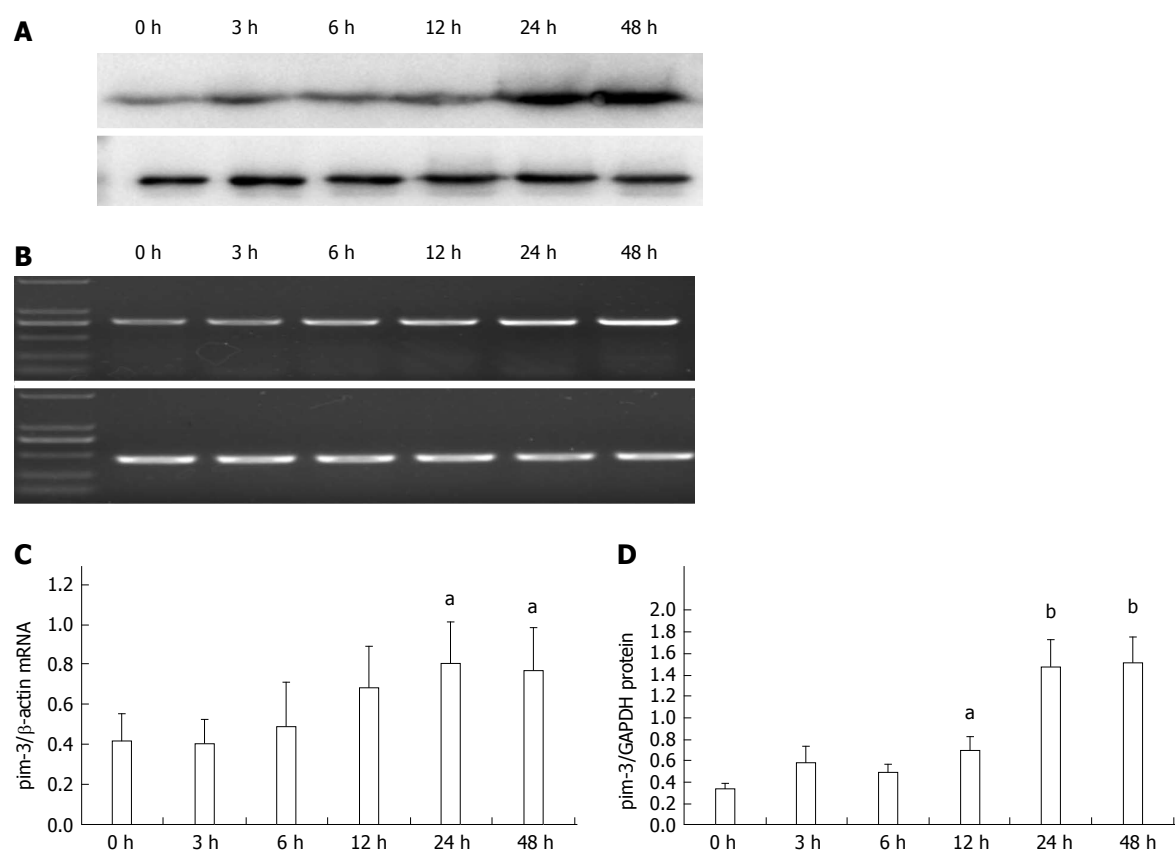 A
0 h 3 h 6 h 12 h 24 h 48 h
B
0 h 3 h 6 h 12 h 24 h 48 h
C
pim-3/β-actin mRNA
1.2
1.0
0.8
0.6
0.4
0.2
0.0
a a
0 h 3 h 6 h 12 h 24 h 48 h
D
pim-3/GAPDH protein
2.0
1.8
1.6
1.4
1.2
1.0
0.8
0.6
0.4
0.2
0.0
a b b
0 h 3 h 6 h 12 h 24 h 48 h